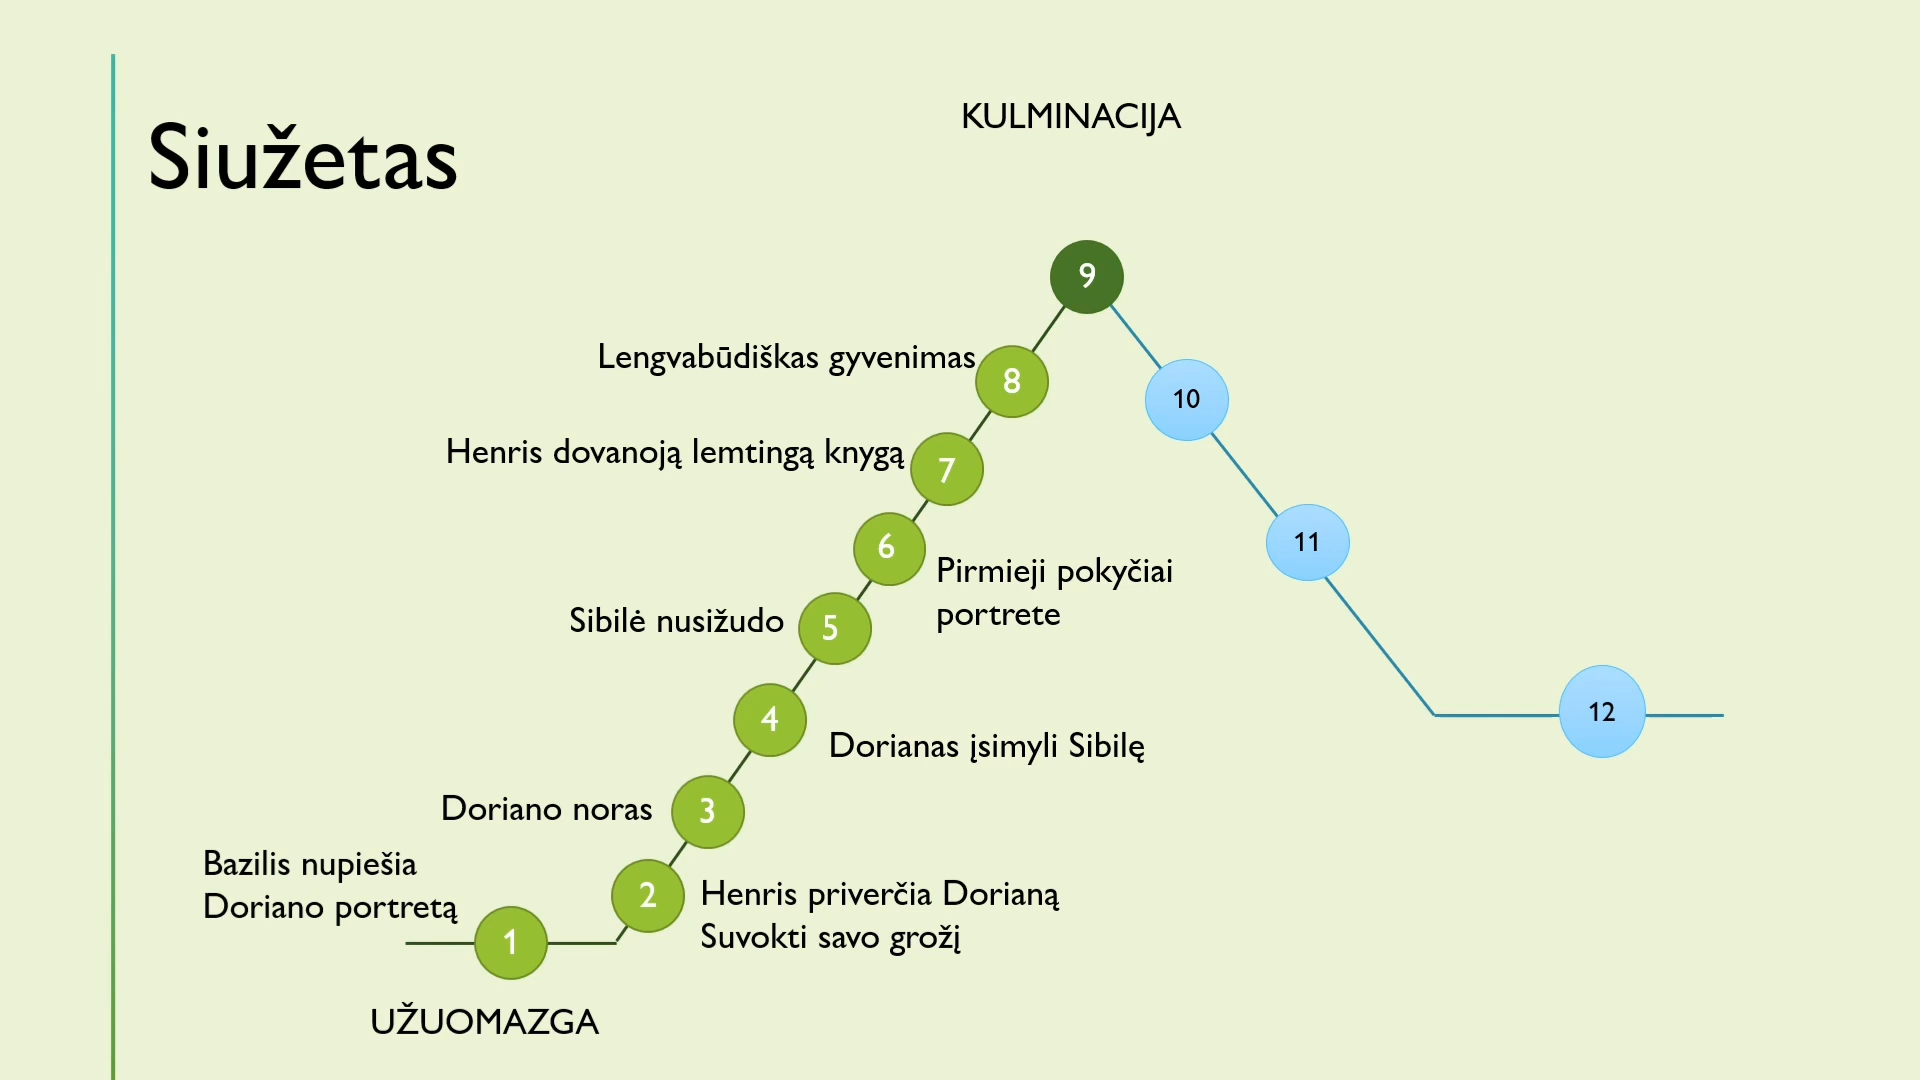 Siužetas
KULMINACIJA
9
Lengvabūdiškas gyvenimas
8
10
Henris dovanoją lemtingą knygą
7
6
11
Pirmieji pokyčiai
portrete
Sibilė nusižudo
5
4
12
Dorianas įsimyli Sibilę
Doriano noras
3
Bazilis nupiešia
Doriano portretą
2
Henris priverčia Dorianą
Suvokti savo grožį
1
UŽUOMAZGA